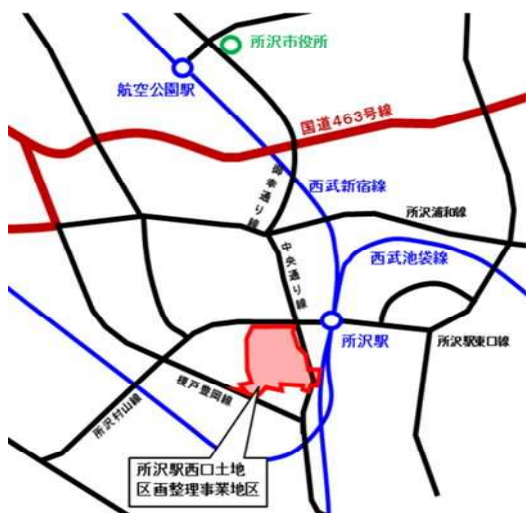 所沢市役所
航空公園駅
国道463号線
御幸通り線
西武新宿線
所沢浦和線
中央通り線
西武池袋線
所沢駅
所沢駅東口線
榎戸豊岡線
所沢村山線
所沢駅西口土地
区画整理事業地区